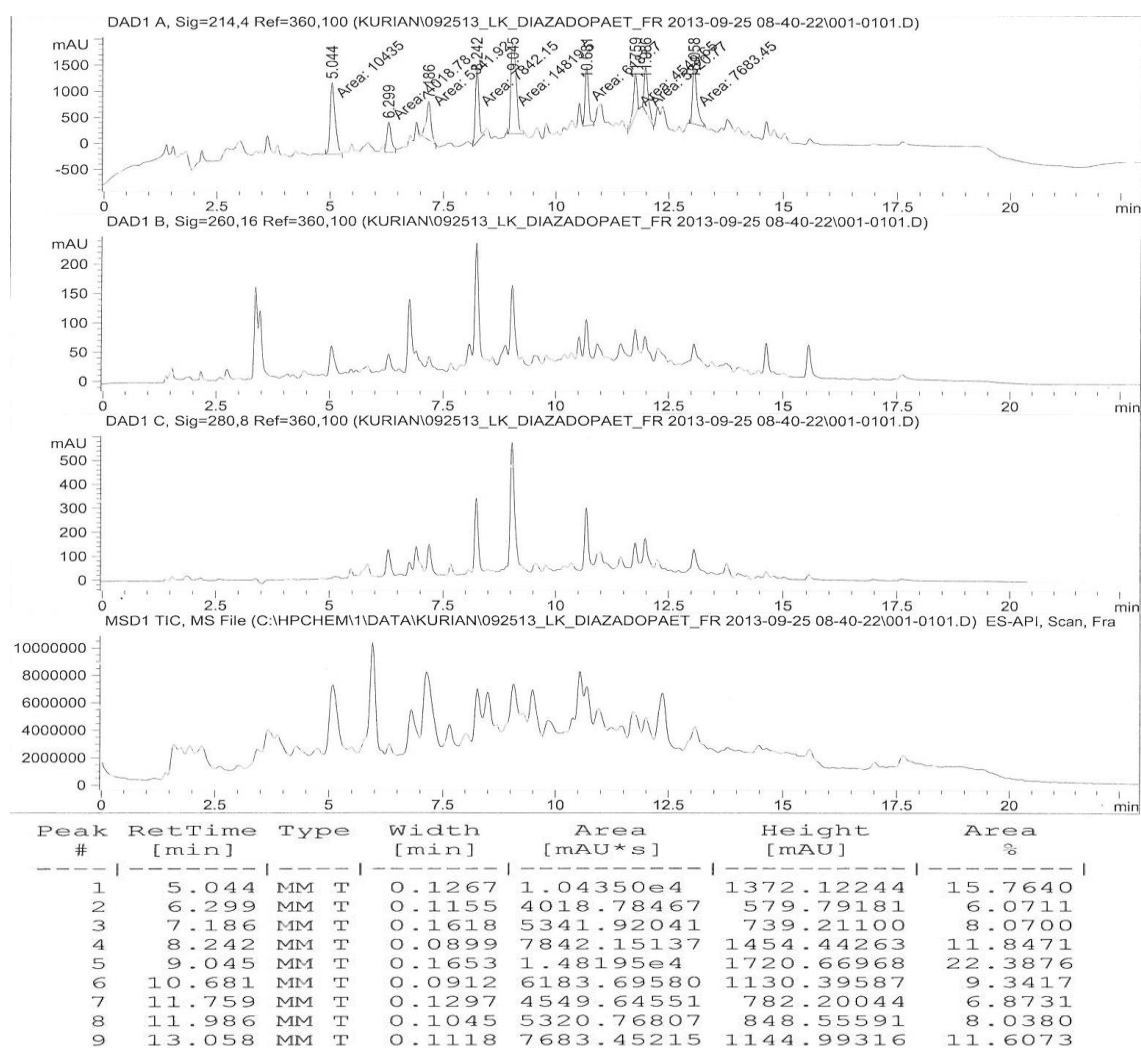 DAD1 A, Sig=214,4 Ref=360,100 (KURIAN\092513_LK_DIAZADOPAET_FR 2013-09-25 08-40-22\001-0101.D)
mAU
5.044
Area: 10435
6.299
Area: 4018.78
Area: 5341.92
8.242
Area: 7842.15
9.045
Area: 14819.
10.681
Area:
Area:
Area:
Area: 7683.45
1500
1000
500
0
-500
0 2.5 5 7.5 10 12.5 15 17.5 20 min
DAD1 B, Sig=260,16 Ref=360,100 (KURIAN\092513_LK_DIAZADOPAET_FR 2013-09-25 08-40-22\001-0101.D)
mAU
200
150
100
50
0
0 2.5 5 7.5 10 12.5 15 17.5 20 min
DAD1 C, Sig=280,8 Ref=360,100 (KURIAN\092513_LK_DIAZADOPAET_FR 2013-09-25 08-40-22\001-0101.D)
mAU
500
400
300
200
100
0
0 2.5 5 7.5 10 12.5 15 17.5 20 min
MSD1 TIC, MS File (C:\HPCHEM\1\DATA\KURIAN\092513_LK_DIAZADOPAET_FR 2013-09-25 08-40-22\001-0101.D) ES-API, Scan, Fra
10000000
8000000
6000000
4000000
2000000
0
0 2.5 5 7.5 10 12.5 15 17.5 20 min
Peak RetTime Type Width Area Height Area
# [min] [min] [mAU*s] [mAU] %
1 5.044 MM T 0.1267 1.04350e4 1372.12244 15.7640
2 6.299 MM T 0.1155 4018.78467 579.79181 6.0711
3 7.186 MM T 0.1618 5341.92041 739.21100 8.0700
4 8.242 MM T 0.0899 7842.15137 1454.44263 11.8471
5 9.045 MM T 0.1653 1.48195e4 1720.66968 22.3876
6 10.681 MM T 0.0912 6183.69580 1130.39587 9.3417
7 11.759 MM T 0.1297 4549.64551 782.20044 6.8731
8 11.986 MM T 0.1045 5320.76807 848.55591 8.0380
9 13.058 MM T 0.1118 7683.45215 1144.99316 11.6073